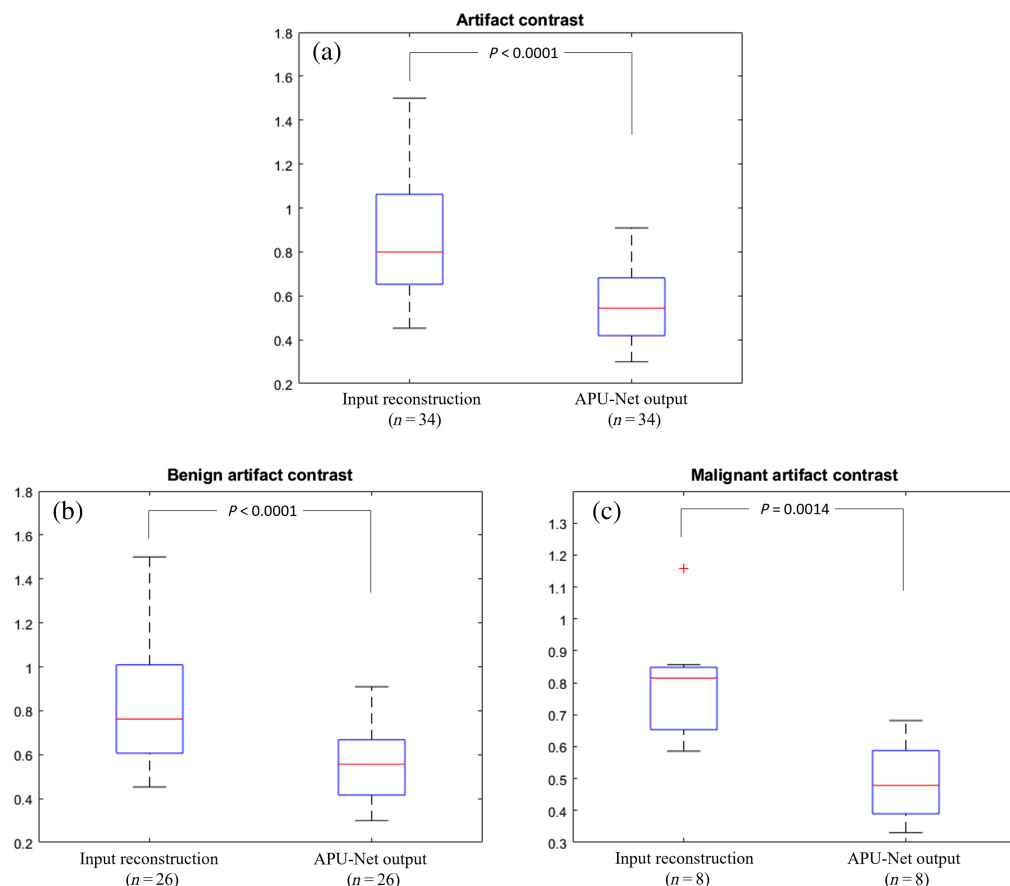 Artifact contrast
(a)
P < 0.0001
1.8
1.6
1.4
1.2
1
0.8
0.6
0.4
0.2
Input reconstruction APU-Net output
(n = 34) (n = 34)
Benign artifact contrast
(b)
P < 0.0001
1.8
1.6
1.4
1.2
1
0.8
0.6
0.4
0.2
Input reconstruction APU-Net output
(n = 26) (n = 26)
Malignant artifact contrast
(c)
P = 0.0014
1.3
1.2
1.1
1
0.9
0.8
0.7
0.6
0.5
0.4
0.3
Input reconstruction APU-Net output
(n = 8) (n = 8)